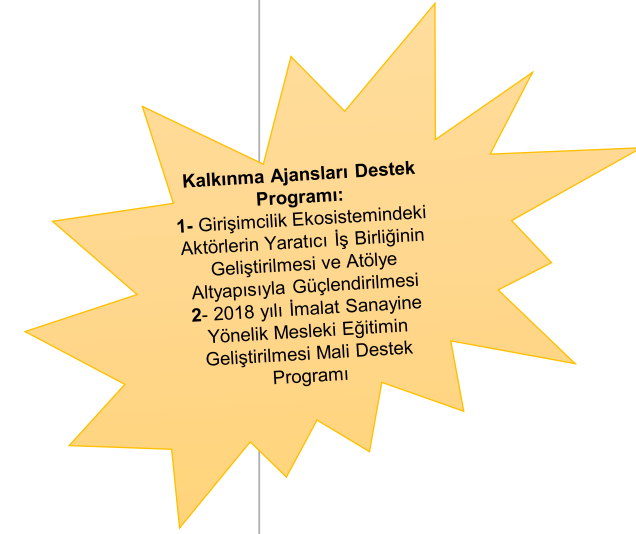 Kalkınma Ajansları Destek
Programı:
1- Girişimcilik Ekosistemindeki
Aktörlerin Yaratıcı İş Birliğinin
Geliştirilmesi ve Atölye
Altyapısıyla Güçlendirilmesi
2- 2018 yılı İmalat Sanayine
Yönelik Mesleki Eğitimin
Geliştirilmesi Mali Destek
Programı